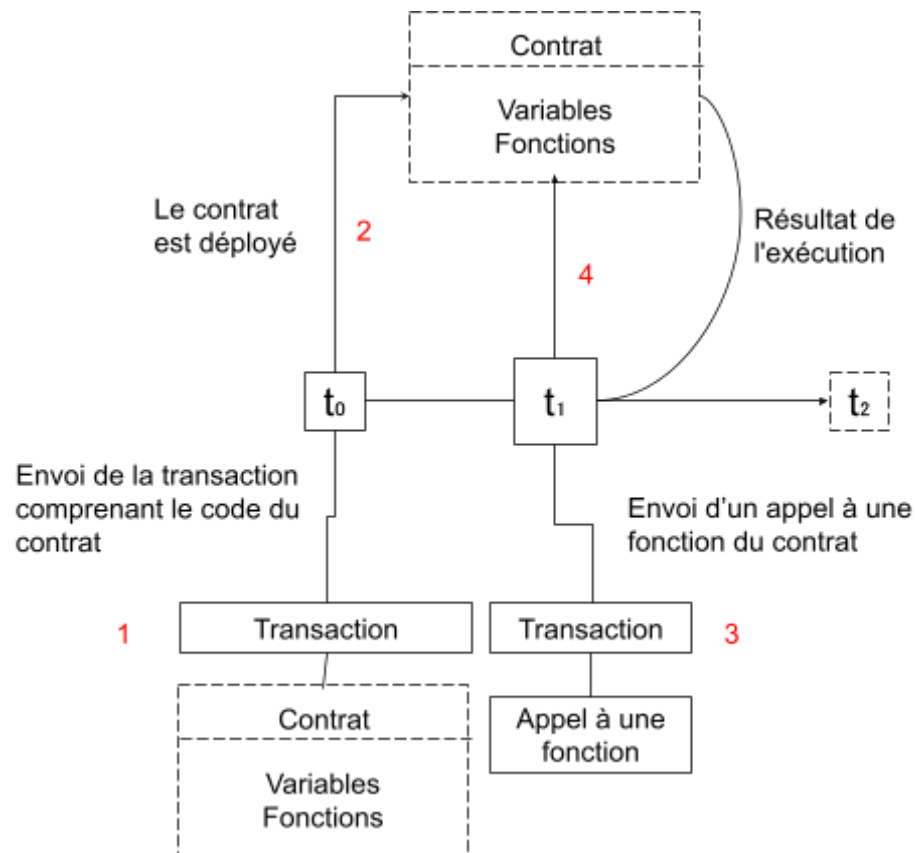 Contrat
Variables
Fonctions
Le contrat
est déployé
2
4
Résultat de
l'exécution
t₀
t₁
t₂
Envoi de la transaction
comprenant le code du
contrat
Envoi d’un appel à une
fonction du contrat
1
Transaction
Transaction
3
Contrat
Variables
Fonctions
Appel à une
fonction